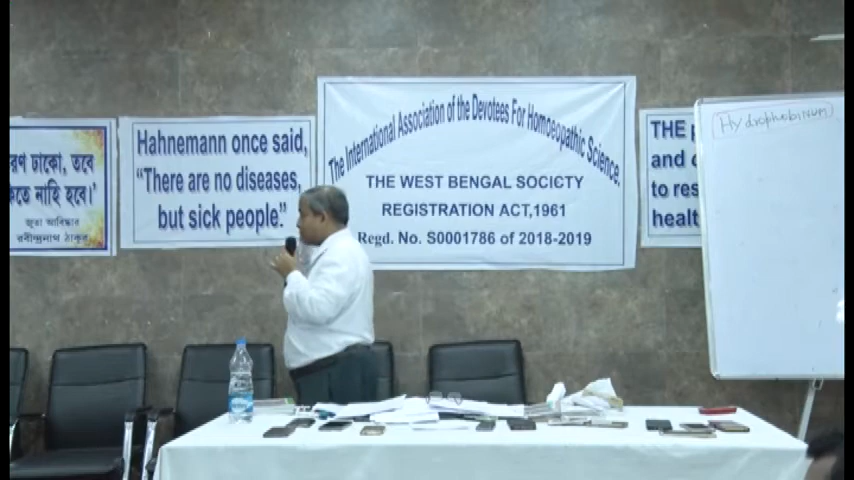 রণ ঢাকো, তবে
নাহি হবে।'
জুতা আবিষ্কার
রবীন্দ্রনাথ ঠাকুর
Hahnemann once said,
"There are no diseases,
but sick people."
The International Association of the Devotees For Homoeopathic Science.
THE WEST BENGAL SOCICTY
REGISTRATION ACT,1961
Regd. No. S0001786 of 2018-2019
THE
and
to
health
(Hydrophobinum)